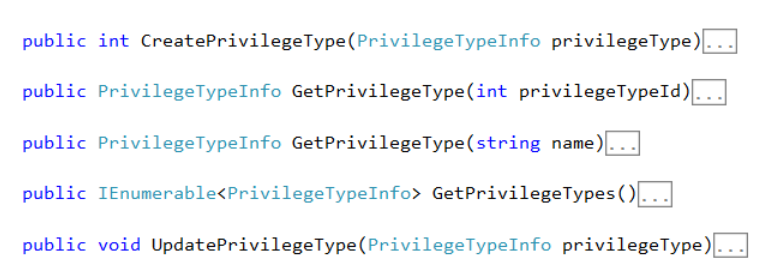 public int CreatePrivilegeType(PrivilegeTypeInfo privilegeType)...
public PrivilegeTypeInfo GetPrivilegeType(int privilegeTypeId)...
public PrivilegeTypeInfo GetPrivilegeType(string name)...
public IEnumerable<PrivilegeTypeInfo> GetPrivilegeTypes()...
public void UpdatePrivilegeType(PrivilegeTypeInfo privilegeType)...